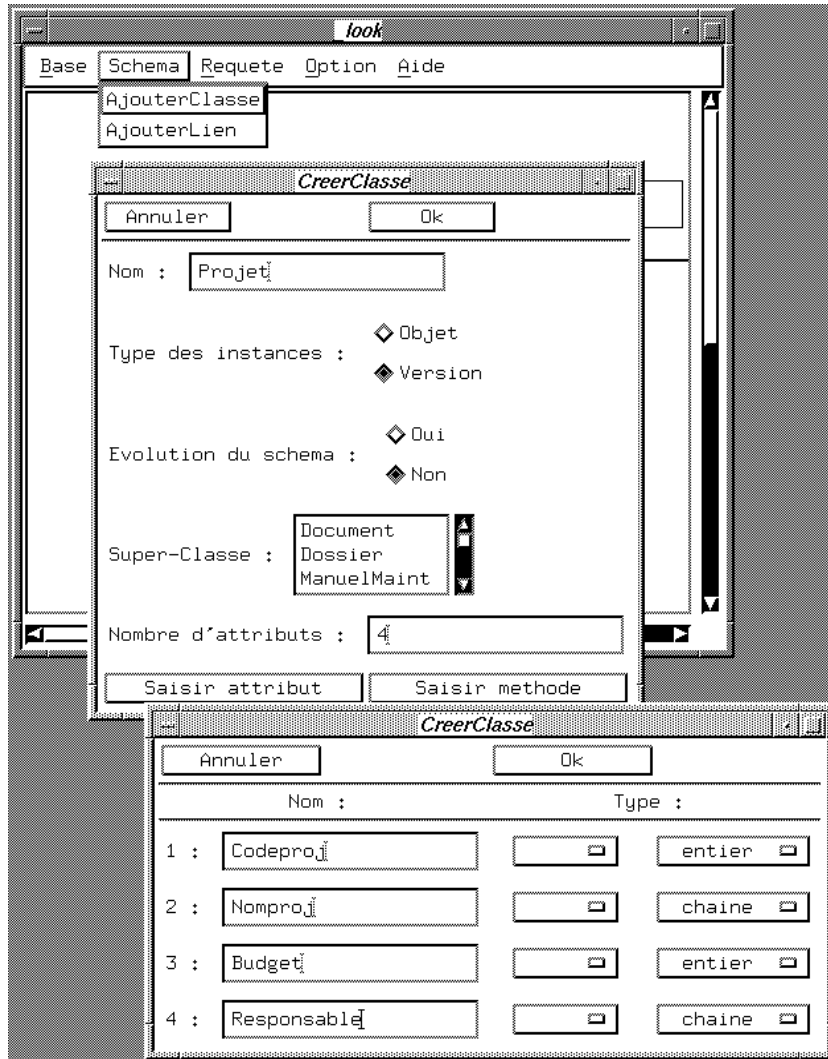 _look
Base Schema Requete Option Aide
AjouterClasse
AjouterLien
CreerClasse
Annuler Ok
Nom : Projet
Type des instances :
Objet
Version
Evolution du schema :
Oui
Non
Super-Classe :
Document
Dossier
ManuelMaint
Nombre d'attributs : 4
Saisir attribut Saisir methode
CreerClasse
Annuler Ok
Nom : Type :
1 : Codeproj entier
2 : Nomproj chaine
3 : Budget entier
4 : Responsable chaine